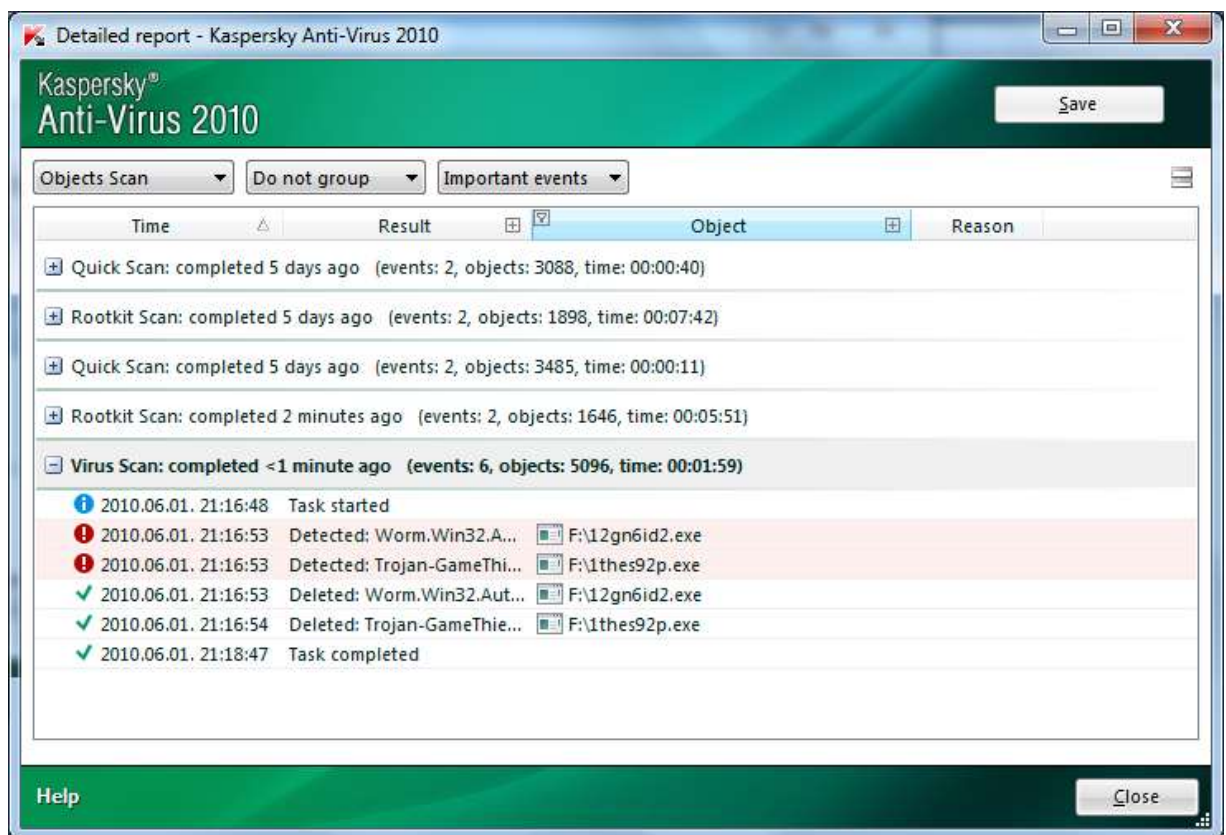 Detailed report - Kaspersky Anti-Virus 2010
Kaspersky®
Anti-Virus 2010
Save
Objects Scan Do not group Important events
Time Result Object Reason
Quick Scan: completed 5 days ago (events: 2, objects: 3088, time: 00:00:40)
Rootkit Scan: completed 5 days ago (events: 2, objects: 1898, time: 00:07:42)
Quick Scan: completed 5 days ago (events: 2, objects: 3485, time: 00:00:11)
Rootkit Scan: completed 2 minutes ago (events: 2, objects: 1646, time: 00:05:51)
Virus Scan: completed <1 minute ago (events: 6, objects: 5096, time: 00:01:59)
2010.06.01. 21:16:48 Task started
2010.06.01. 21:16:53 Detected: Worm.Win32.A... F:\12gn6id2.exe
2010.06.01. 21:16:53 Detected: Trojan-GameThi... F:\1thes92p.exe
2010.06.01. 21:16:53 Deleted: Worm.Win32.Aut... F:\12gn6id2.exe
2010.06.01. 21:16:54 Deleted: Trojan-GameThie... F:\1thes92p.exe
2010.06.01. 21:18:47 Task completed
Help Close